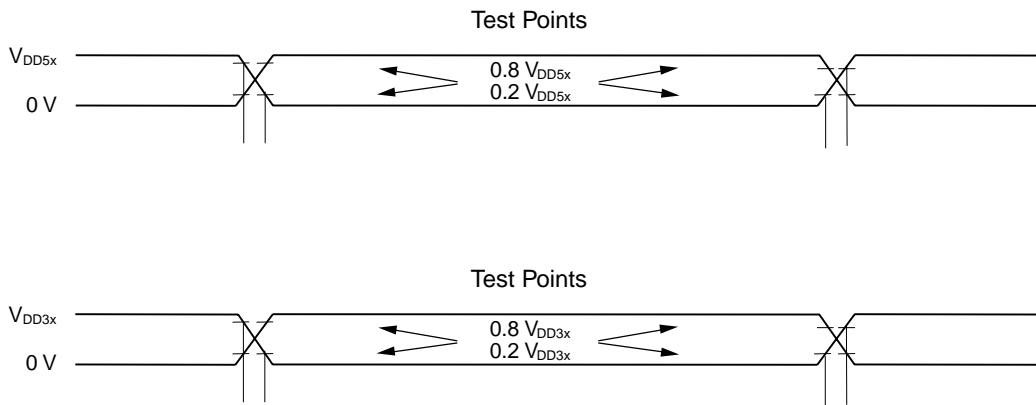 Test Points
VDD5x
0.8 VDD5x
0.2 VDD5x
0 V
Test Points
VDD3x
0.8 VDD3x
0.2 VDD3x
0 V